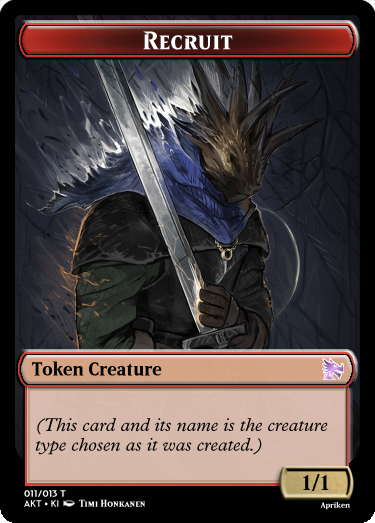 RECRUIT
Token Creature
(This card and its name is the creature
type chosen as it was created.)
1/1
011/013 T
AKT • KI TIMI HONKANEN
Apriken